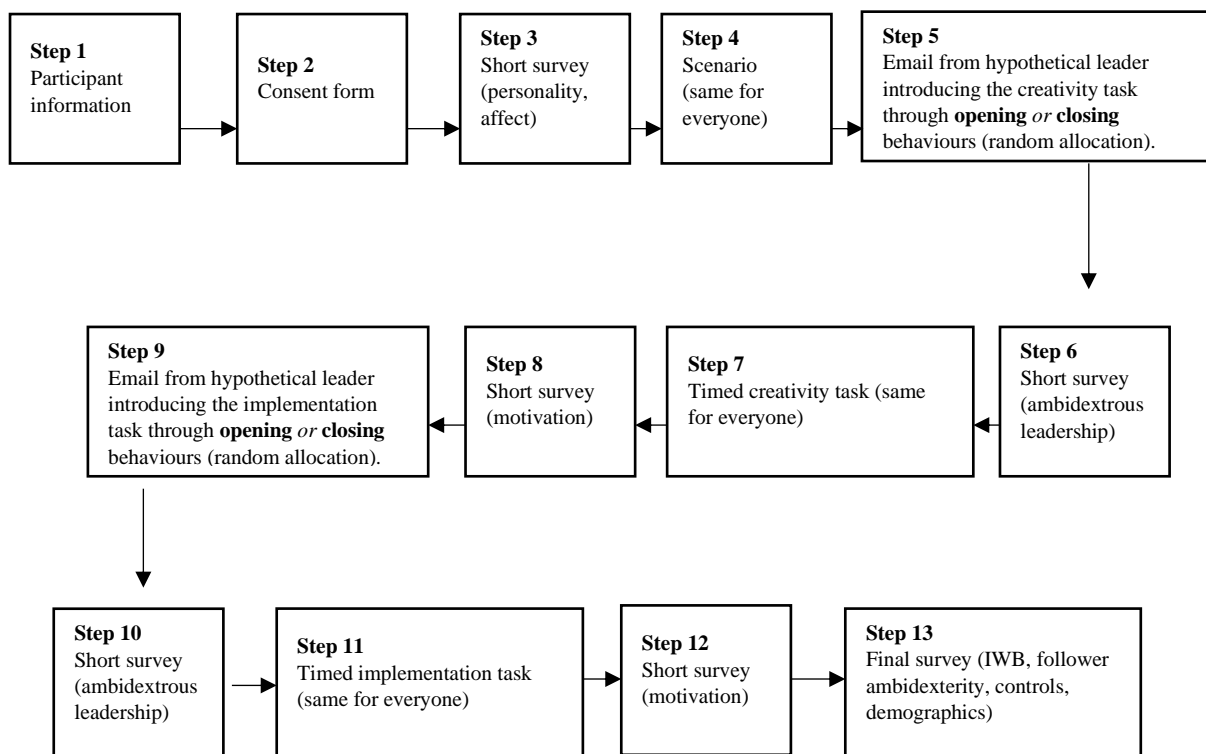 Step 1
Participant
information
Step 2
Consent form
Step 3
Short survey
(personality,
affect)
Step 4
Scenario
(same for
everyone)
Step 5
Email from hypothetical leader
introducing the creativity task
through opening or closing
behaviours (random allocation).
Step 6
Short survey
(ambidextrous
leadership)
Step 7
Timed creativity task (same
for everyone)
Step 8
Short survey
(motivation)
Step 9
Email from hypothetical leader
introducing the implementation
task through opening or closing
behaviours (random allocation).
Step 10
Short survey
(ambidextrous
leadership)
Step 11
Timed implementation task
(same for everyone)
Step 12
Short survey
(motivation)
Step 13
Final survey (IWB, follower
ambidexterity, controls,
demographics)